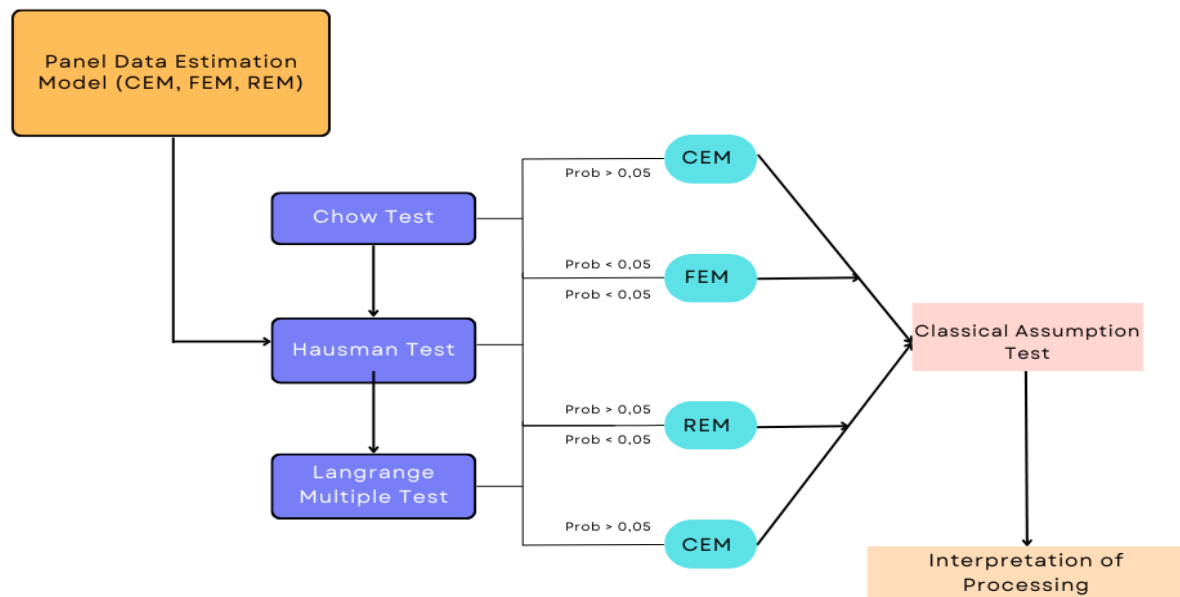 Panel Data Estimation
Model (CEM, FEM, REM)
CEM
Prob > 0,05
Chow Test
Prob < 0,05
FEM
Prob < 0,05
Hausman Test
Classical Assumption
Test
Prob > 0,05
REM
Prob < 0,05
Langrange
Multiple Test
Prob > 0,05
CEM
Interpretation of
Processing